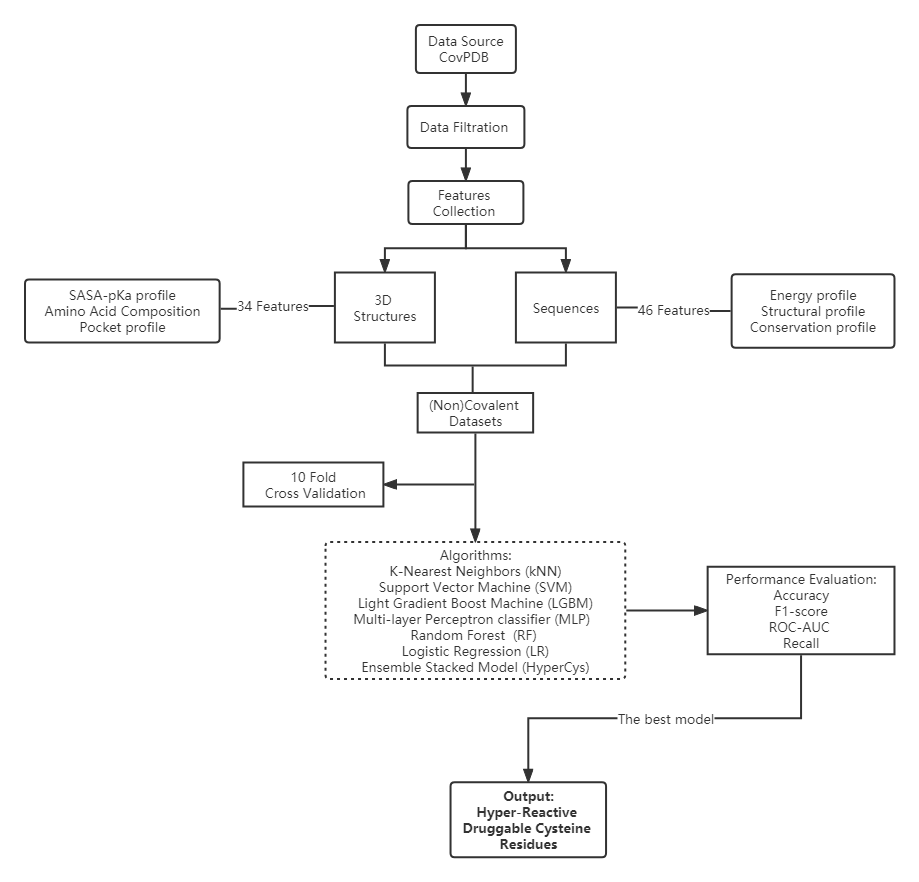 Data Source
CovPDB
Data Filtration
Features
Collection
SASA-pKa profile
Amino Acid Composition
Pocket profile
34 Features
3D
Structures
Sequences
46 Features
Energy profile
Structural profile
Conservation profile
(Non)Covalent
Datasets
10 Fold
Cross Validation
Algorithms:
K-Nearest Neighbors (kNN)
Support Vector Machine (SVM)
Light Gradient Boost Machine (LGBM)
Multi-layer Perceptron classifier (MLP)
Random Forest  (RF)
Logistic Regression (LR)
Ensemble Stacked Model (HyperCys)
Performance Evaluation:
Accuracy
F1-score
ROC-AUC
Recall
The best model
Output:
Hyper-Reactive
Druggable Cysteine
Residues